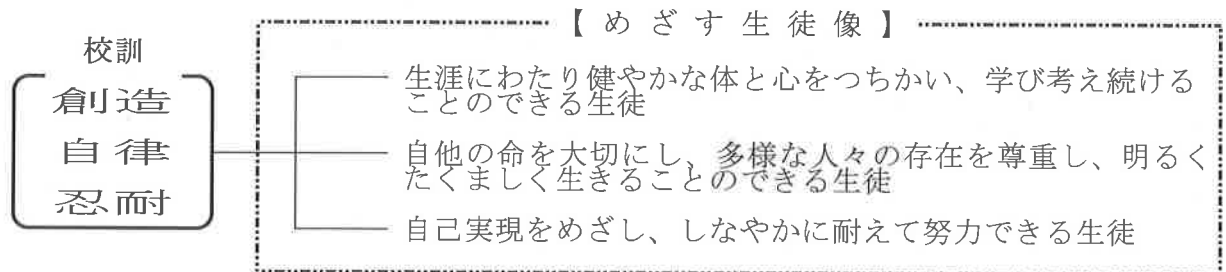 【めざす生徒像】
校訓
創造
自律
忍耐
生涯にわたり健やかな体と心をつちかい、学び考え続ける
ことのできる生徒
自他の命を大切にし、多様な人々の存在を尊重し、明るく
たくましく生きることのできる生徒
自己実現をめざし、しなやかに耐えて努力できる生徒